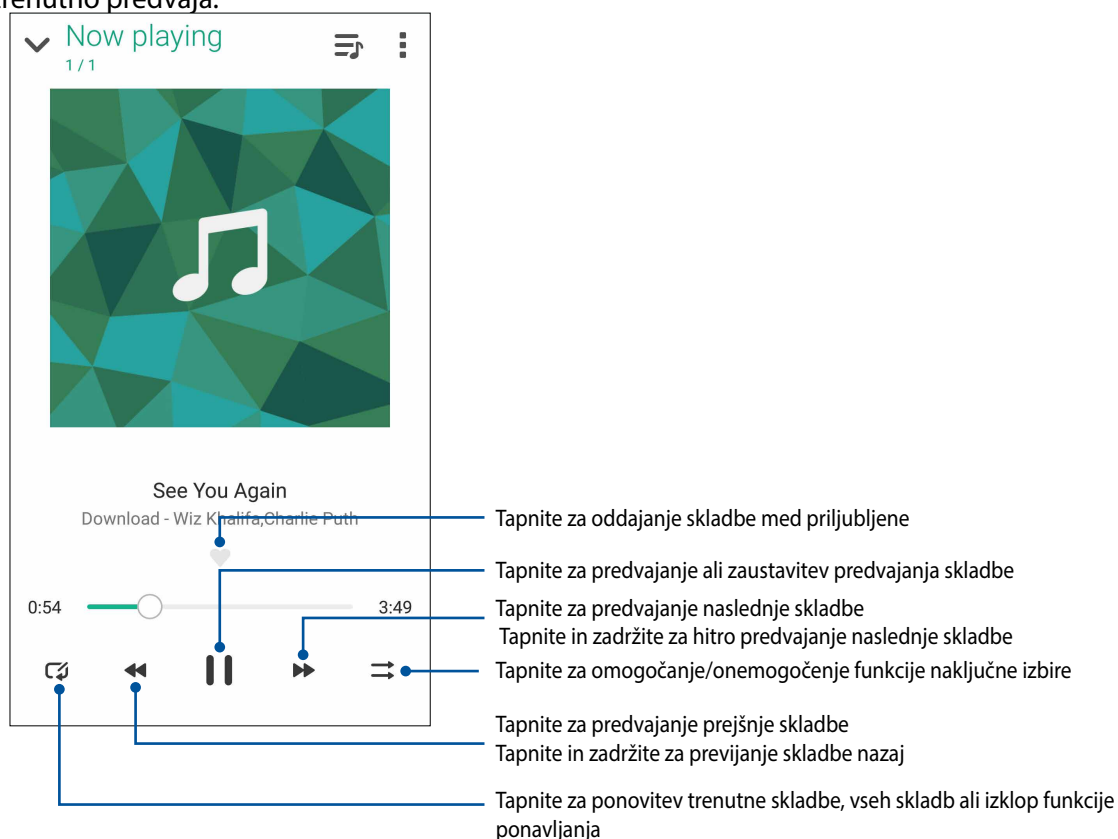 trenutno predvaja.
Now playing
1 / 1
See You Again
Download - Wiz Khalifa,Charlie Puth
0:54
3:49
Tapnite za oddajanje skladbe med priljubljene
Tapnite za predvajanje ali zaustavitev predvajanja skladbe
Tapnite za predvajanje naslednje skladbe
Tapnite in zadržite za hitro predvajanje naslednje skladbe
Tapnite za omogočanje/onemogočenje funkcije naključne izbire
Tapnite za predvajanje prejšnje skladbe
Tapnite in zadržite za previjanje skladbe nazaj
Tapnite za ponovitev trenutne skladbe, vseh skladb ali izklop funkcije
ponavljanja